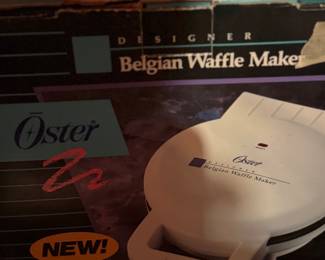 DESIGNER
Belgian Waffle Maker
Oster
Oster
DESIGNER
Belgian Waffle Maker
NEW!